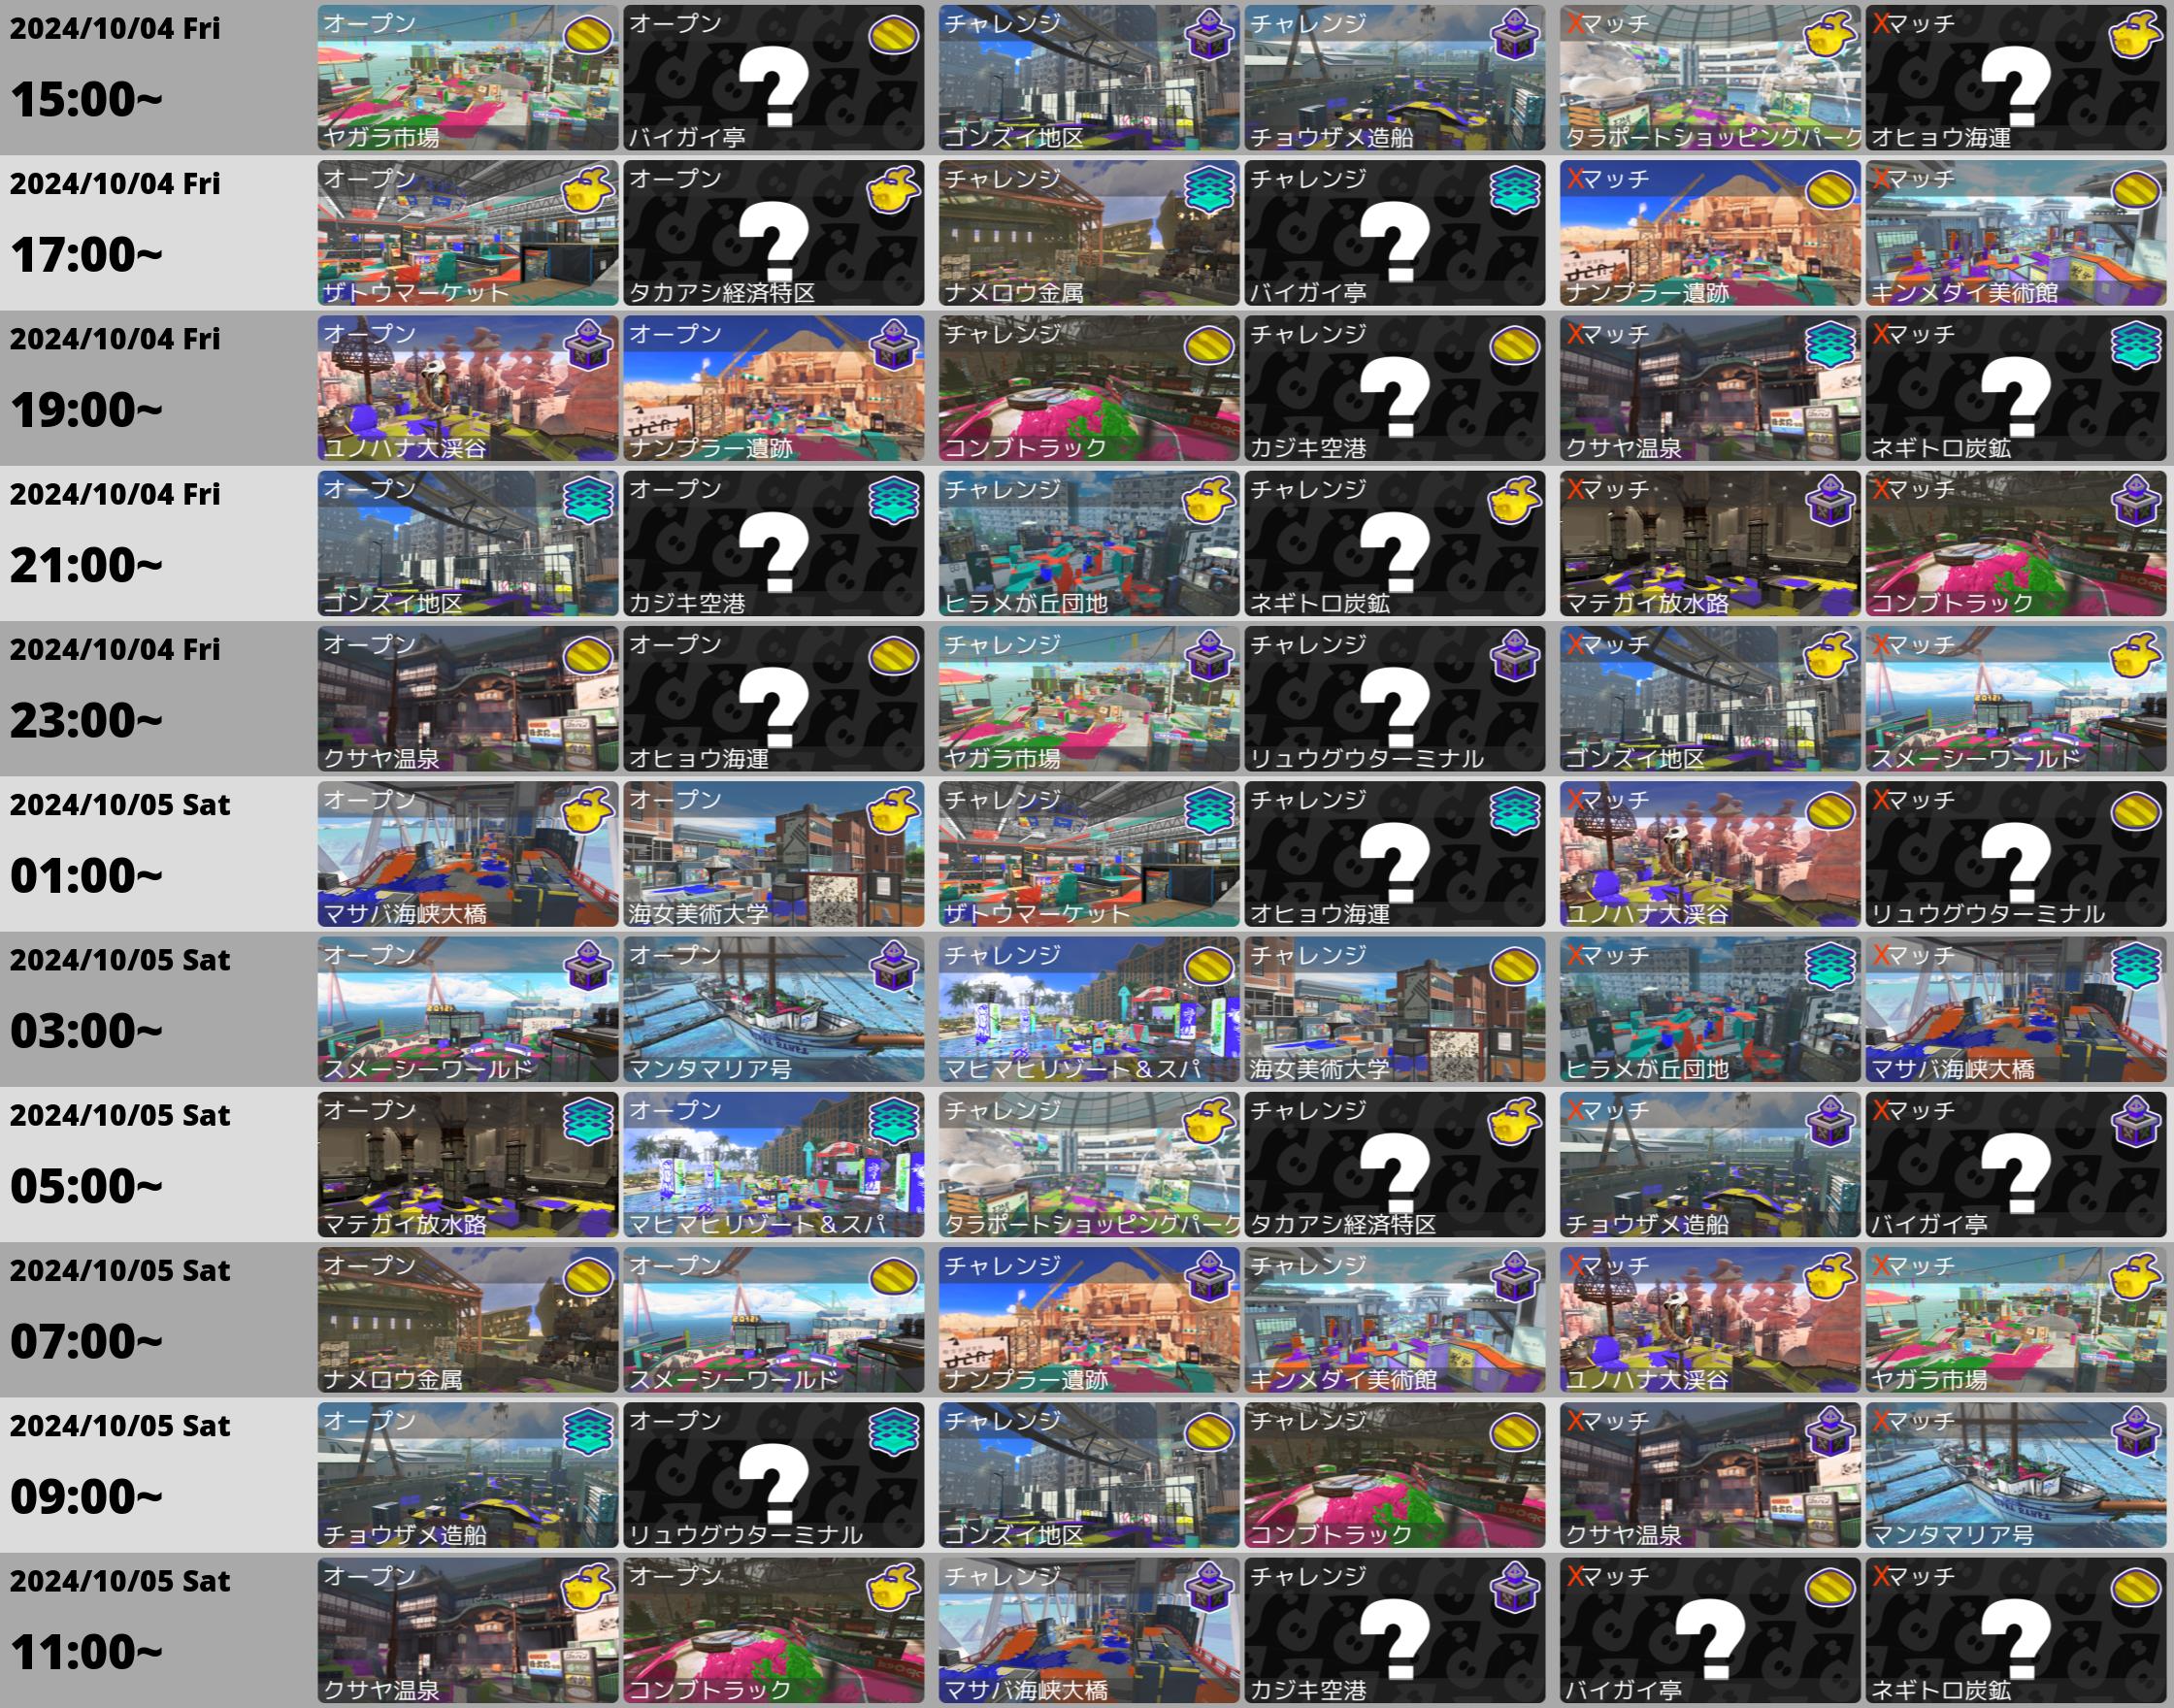 2024/10/04 Fri
15:00~
オープン
ヤガラ市場
オープン
バイガイ亭
チャレンジ
ゴンズイ地区
チャレンジ
チョウザメ造船
Xマッチ
タラポートショッピングパーク
Xマッチ
オヒョウ海運
2024/10/04 Fri
17:00~
オープン
ザトウマーケット
オープン
タカアシ経済特区
チャレンジ
ナメロウ金属
チャレンジ
バイガイ亭
Xマッチ
ナンプラー遺跡
Xマッチ
キンメダイ美術館
2024/10/04 Fri
19:00~
オープン
ユノハナ大渓谷
オープン
ナンプラー遺跡
チャレンジ
コンブトラック
チャレンジ
カジキ空港
Xマッチ
クサヤ温泉
Xマッチ
ネギトロ炭鉱
2024/10/04 Fri
21:00~
オープン
ゴンズイ地区
オープン
カジキ空港
チャレンジ
ヒラメが丘団地
チャレンジ
ネギトロ炭鉱
Xマッチ
マテガイ放水路
Xマッチ
コンブトラック
2024/10/04 Fri
23:00~
オープン
クサヤ温泉
オープン
オヒョウ海運
チャレンジ
ヤガラ市場
チャレンジ
リュウグウターミナル
Xマッチ
ゴンズイ地区
Xマッチ
スメーシーワールド
2024/10/05 Sat
01:00~
オープン
マサバ海峡大橋
オープン
海女美術大学
チャレンジ
ザトウマーケット
チャレンジ
オヒョウ海運
Xマッチ
ユノハナ大渓谷
Xマッチ
リュウグウターミナル
2024/10/05 Sat
03:00~
オープン
スメーシーワールド
オープン
マンタマリア号
チャレンジ
マヒマヒリゾート&スパ
チャレンジ
海女美術大学
Xマッチ
ヒラメが丘団地
Xマッチ
マサバ海峡大橋
2024/10/05 Sat
05:00~
オープン
マテガイ放水路
オープン
マヒマヒリゾート&スパ
チャレンジ
タラポートショッピングパーク
チャレンジ
タカアシ経済特区
Xマッチ
チョウザメ造船
Xマッチ
バイガイ亭
2024/10/05 Sat
07:00~
オープン
ナメロウ金属
オープン
スメーシーワールド
チャレンジ
ナンプラー遺跡
チャレンジ
キンメダイ美術館
Xマッチ
ユノハナ大渓谷
Xマッチ
ヤガラ市場
2024/10/05 Sat
09:00~
オープン
チョウザメ造船
オープン
リュウグウターミナル
チャレンジ
ゴンズイ地区
チャレンジ
コンブトラック
Xマッチ
クサヤ温泉
Xマッチ
マンタマリア号
2024/10/05 Sat
11:00~
オープン
クサヤ温泉
オープン
コンブトラック
チャレンジ
マサバ海峡大橋
チャレンジ
カジキ空港
Xマッチ
バイガイ亭
Xマッチ
ネギトロ炭鉱